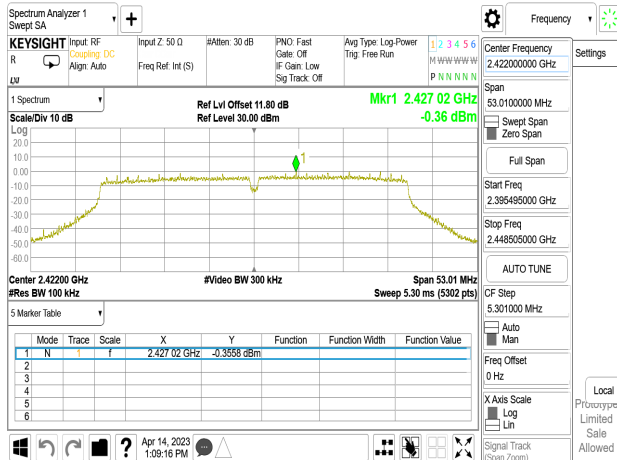 Spectrum Analyzer 1
Swept SA
+
Frequency
KEYSIGHT
R
LXI
Input: RF
Coupling: DC
Align: Auto
Input Z: 50 Ω
Freq Ref: Int (S)
#Atten: 30 dB
PNO: Fast
Gate: Off
IF Gain: Low
Sig Track: Off
Avg Type: Log-Power
Trig: Free Run
1 2 3 4 5 6
M W W W W W
P N N N N N
1 Spectrum
Scale/Div 10 dB
Ref Lvl Offset 11.80 dB
Ref Level 30.00 dBm
Mkr1 2.427 02 GHz
-0.36 dBm
Log
20.0
10.0
0.00
-10.0
-20.0
-30.0
-40.0
-50.0
-60.0
1
Center 2.42200 GHz
#Res BW 100 kHz
#Video BW 300 kHz
Span 53.01 MHz
Sweep 5.30 ms (5302 pts)
5 Marker Table
Mode Trace Scale X Y Function Function Width Function Value
1 N 1 f 2.427 02 GHz -0.3558 dBm
2
3
4
5
6
?
Apr 14, 2023
1:09:16 PM
Center Frequency
2.422000000 GHz
Span
53.0100000 MHz
Swept Span
Zero Span
Full Span
Start Freq
2.395495000 GHz
Stop Freq
2.448505000 GHz
AUTO TUNE
CF Step
5.301000 MHz
Auto
Man
Freq Offset
0 Hz
X Axis Scale
Log
Lin
Signal Track
(Span Zoom)
Settings
Local
Prototype
Limited
Sale
Allowed